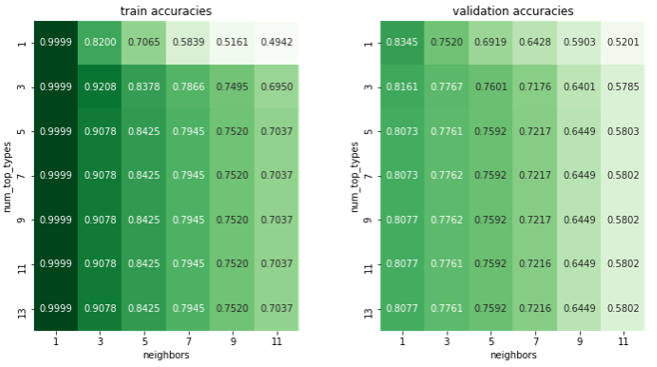 train accuracies
num_top_types
1 0.9999 0.8200 0.7065 0.5839 0.5161 0.4942
3 0.9999 0.9208 0.8378 0.7866 0.7495 0.6950
5 0.9999 0.9078 0.8425 0.7945 0.7520 0.7037
7 0.9999 0.9078 0.8425 0.7945 0.7520 0.7037
9 0.9999 0.9078 0.8425 0.7945 0.7520 0.7037
11 0.9999 0.9078 0.8425 0.7945 0.7520 0.7037
13 0.9999 0.9078 0.8425 0.7945 0.7520 0.7037
1 3 5 7 9 11
neighbors
validation accuracies
num_top_types
1 0.8345 0.7520 0.6919 0.6428 0.5903 0.5201
3 0.8161 0.7767 0.7601 0.7176 0.6401 0.5785
5 0.8073 0.7761 0.7592 0.7217 0.6449 0.5803
7 0.8073 0.7762 0.7592 0.7217 0.6449 0.5802
9 0.8077 0.7762 0.7592 0.7217 0.6449 0.5802
11 0.8077 0.7761 0.7592 0.7216 0.6449 0.5802
13 0.8077 0.7761 0.7592 0.7216 0.6449 0.5802
1 3 5 7 9 11
neighbors